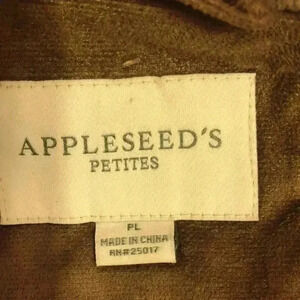 APPLESEED'S
PETITES
PL
MADE IN CHINA
RN#25017